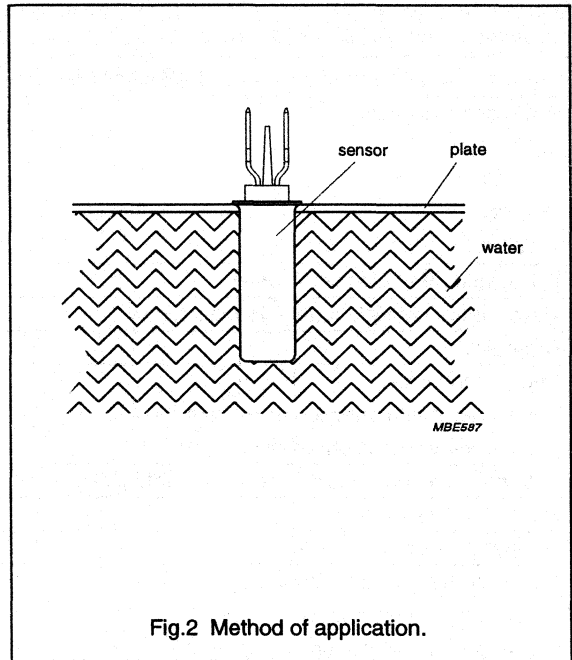 sensor
plate
water
MBE587
Fig.2 Method of application.